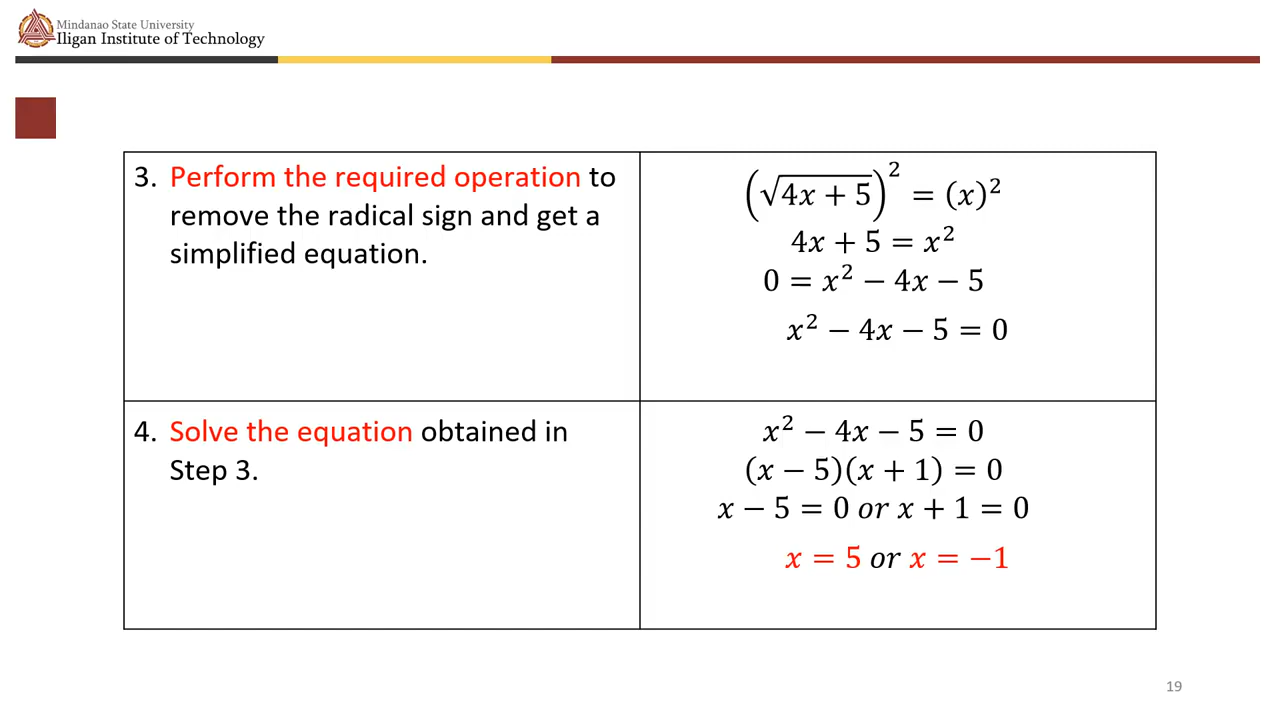 Mindanao State University
Iligan Institute of Technology
3. Perform the required operation to
remove the radical sign and get a
simplified equation.
(√4x + 5)² = (x)²
4x + 5 = x²
0 = x² − 4x − 5
x² − 4x − 5 = 0
4. Solve the equation obtained in
Step 3.
x² − 4x − 5 = 0
(x − 5)(x + 1) = 0
x − 5 = 0 or x + 1 = 0
x = 5 or x = −1
19